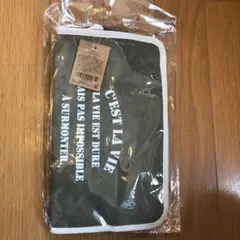 C'EST LA VIE
LA VIE EST DURE
MAIS PAS IMPOSSIBLE
À SURMONTER.